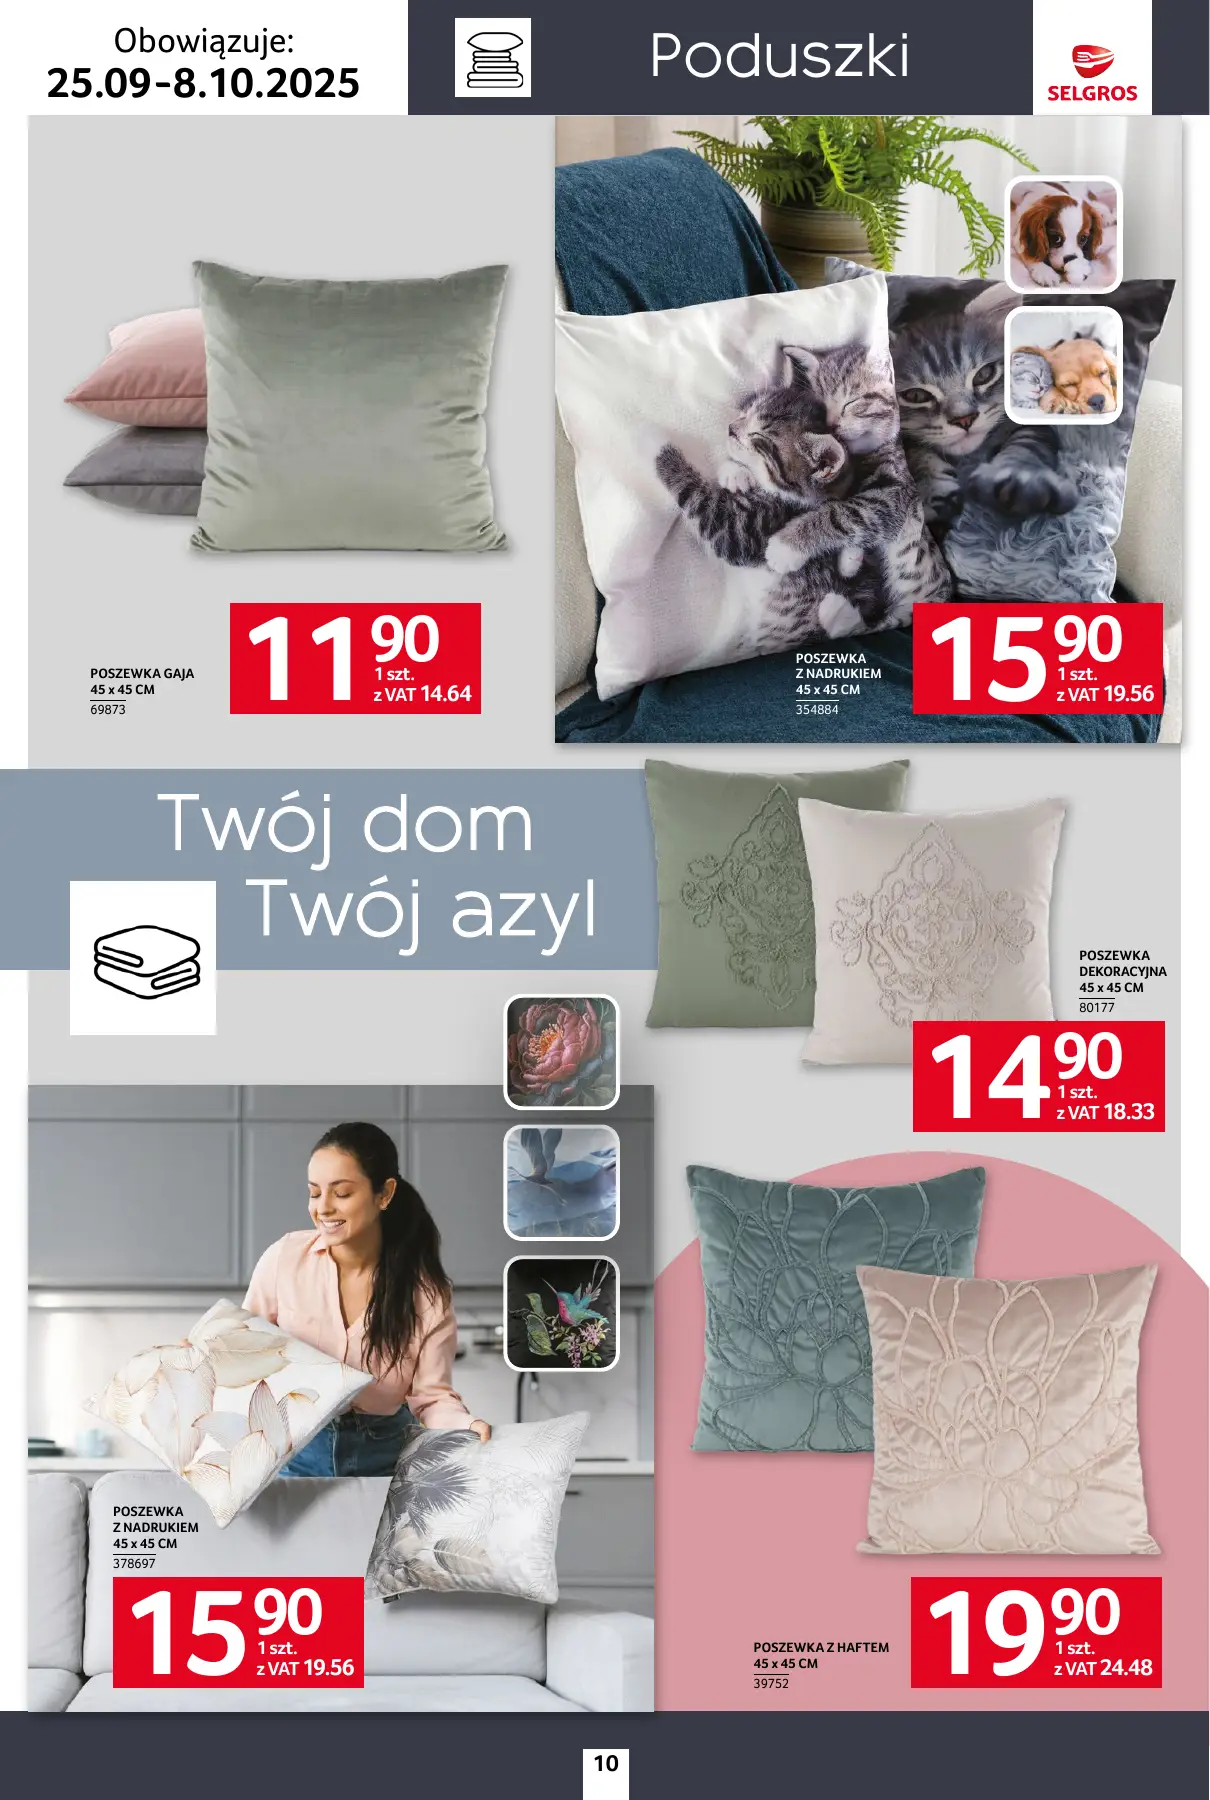 Obowiązuje:
25.09-8.10.2025
Poduszki
SELGROS
POSZEWKA GAJA
45 x 45 CM
69873
11 90
1 szt.
z VAT 14.64
POSZEWKA
Z NADRUKIEM
45 x 45 CM
354884
15 90
1 szt.
z VAT 19.56
Twój dom
Twój azyl
POSZEWKA
DEKORACYJNA
45 x 45 CM
80177
14 90
1 szt.
z VAT 18.33
POSZEWKA
Z NADRUKIEM
45 x 45 CM
378697
15 90
1 szt.
z VAT 19.56
POSZEWKA Z HAFTEM
45 x 45 CM
39752
19 90
1 szt.
z VAT 24.48
10